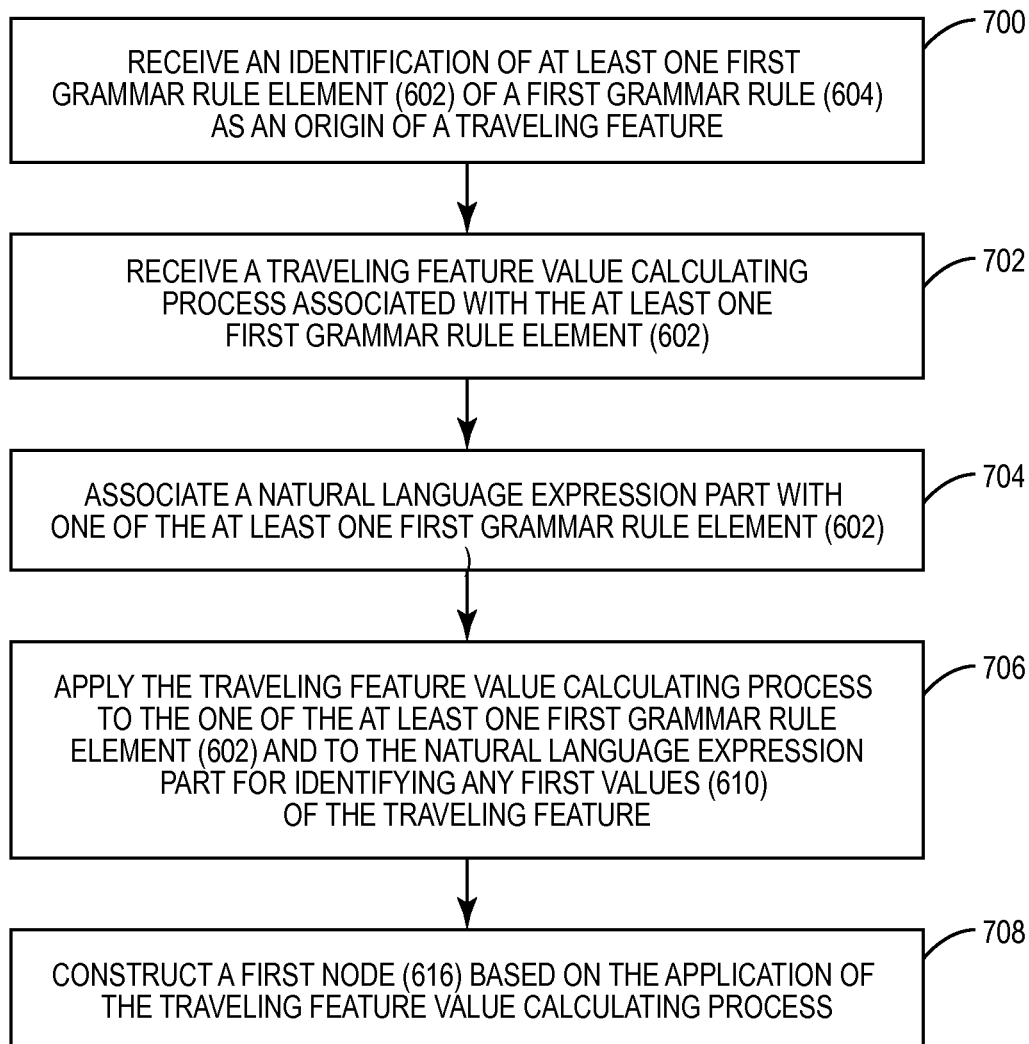 700
RECEIVE AN IDENTIFICATION OF AT LEAST ONE FIRST
GRAMMAR RULE ELEMENT (602) OF A FIRST GRAMMAR RULE (604)
AS AN ORIGIN OF A TRAVELING FEATURE
702
RECEIVE A TRAVELING FEATURE VALUE CALCULATING
PROCESS ASSOCIATED WITH THE AT LEAST ONE
FIRST GRAMMAR RULE ELEMENT (602)
704
ASSOCIATE A NATURAL LANGUAGE EXPRESSION PART WITH
ONE OF THE AT LEAST ONE FIRST GRAMMAR RULE ELEMENT (602)
)
706
APPLY THE TRAVELING FEATURE VALUE CALCULATING PROCESS
TO THE ONE OF THE AT LEAST ONE FIRST GRAMMAR RULE
ELEMENT (602) AND TO THE NATURAL LANGUAGE EXPRESSION
PART FOR IDENTIFYING ANY FIRST VALUES (610)
OF THE TRAVELING FEATURE
708
CONSTRUCT A FIRST NODE (616) BASED ON THE APPLICATION OF
THE TRAVELING FEATURE VALUE CALCULATING PROCESS